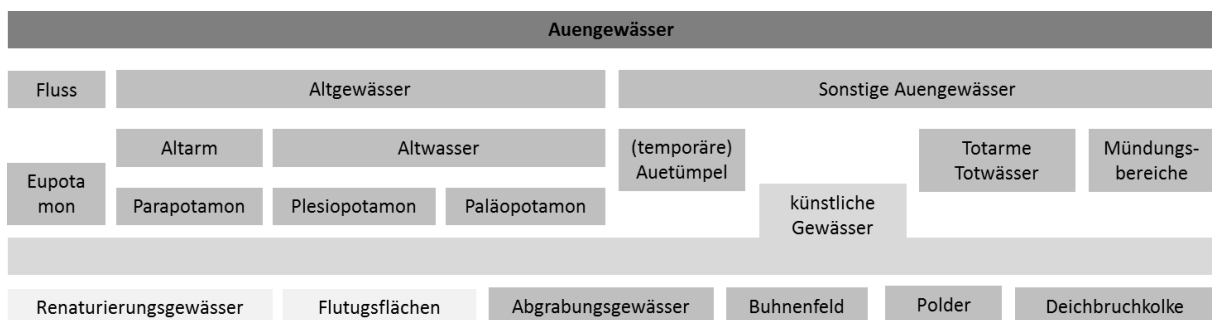 Auengewässer
Fluss
Altgewässer
Sonstige Auengewässer
Altarm
Altwasser
(temporäre)
Auetümpel
Totarme
Totwässer
Mündungs-
bereiche
Eupota
mon
Parapotamon
Plesiopotamon
Paläopotamon
künstliche
Gewässer
Renaturierungsgewässer
Flutugsflächen
Abgrabungsgewässer
Buhnenfeld
Polder
Deichbruchkolke